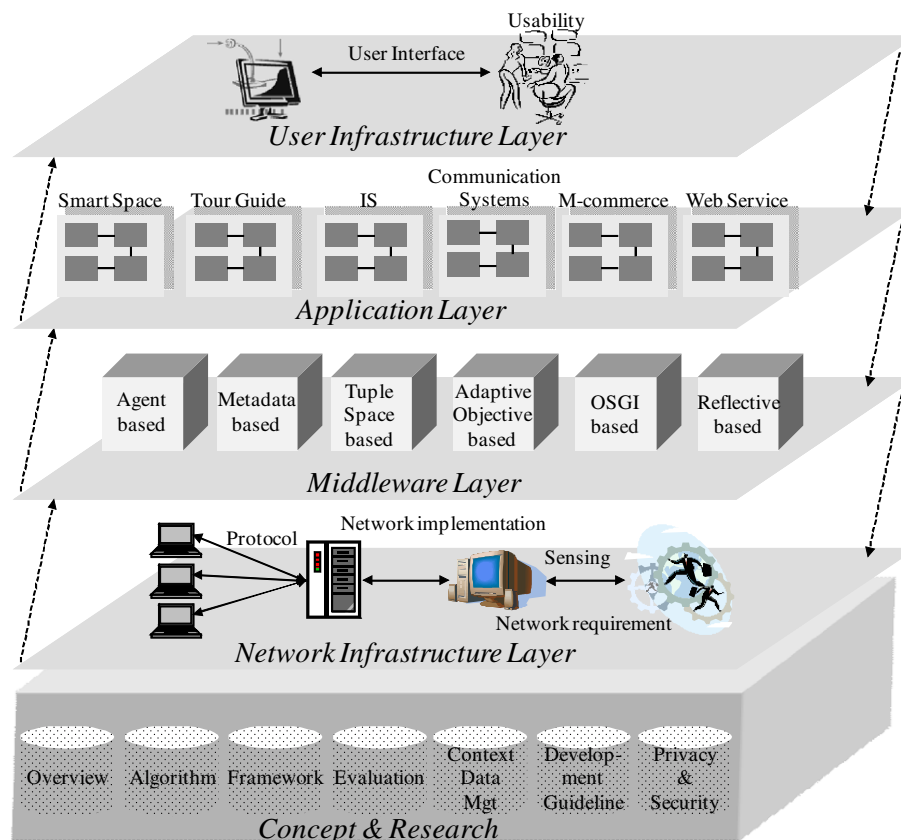 Usability
User Interface
User Infrastructure Layer
Communication
Smart Space Tour Guide IS Systems M-commerce Web Service
Application Layer
Agent
based
Metadata
based
Tuple
Space
based
Adaptive
Objective
based
OSGI
based
Reflective
based
Middleware Layer
Network implementation
Protocol
Sensing
Network requirement
Network Infrastructure Layer
Overview
Algorithm
Framework
Evaluation
Context
Data
Mgt
Develop-
ment
Guideline
Privacy
&
Security
Concept & Research